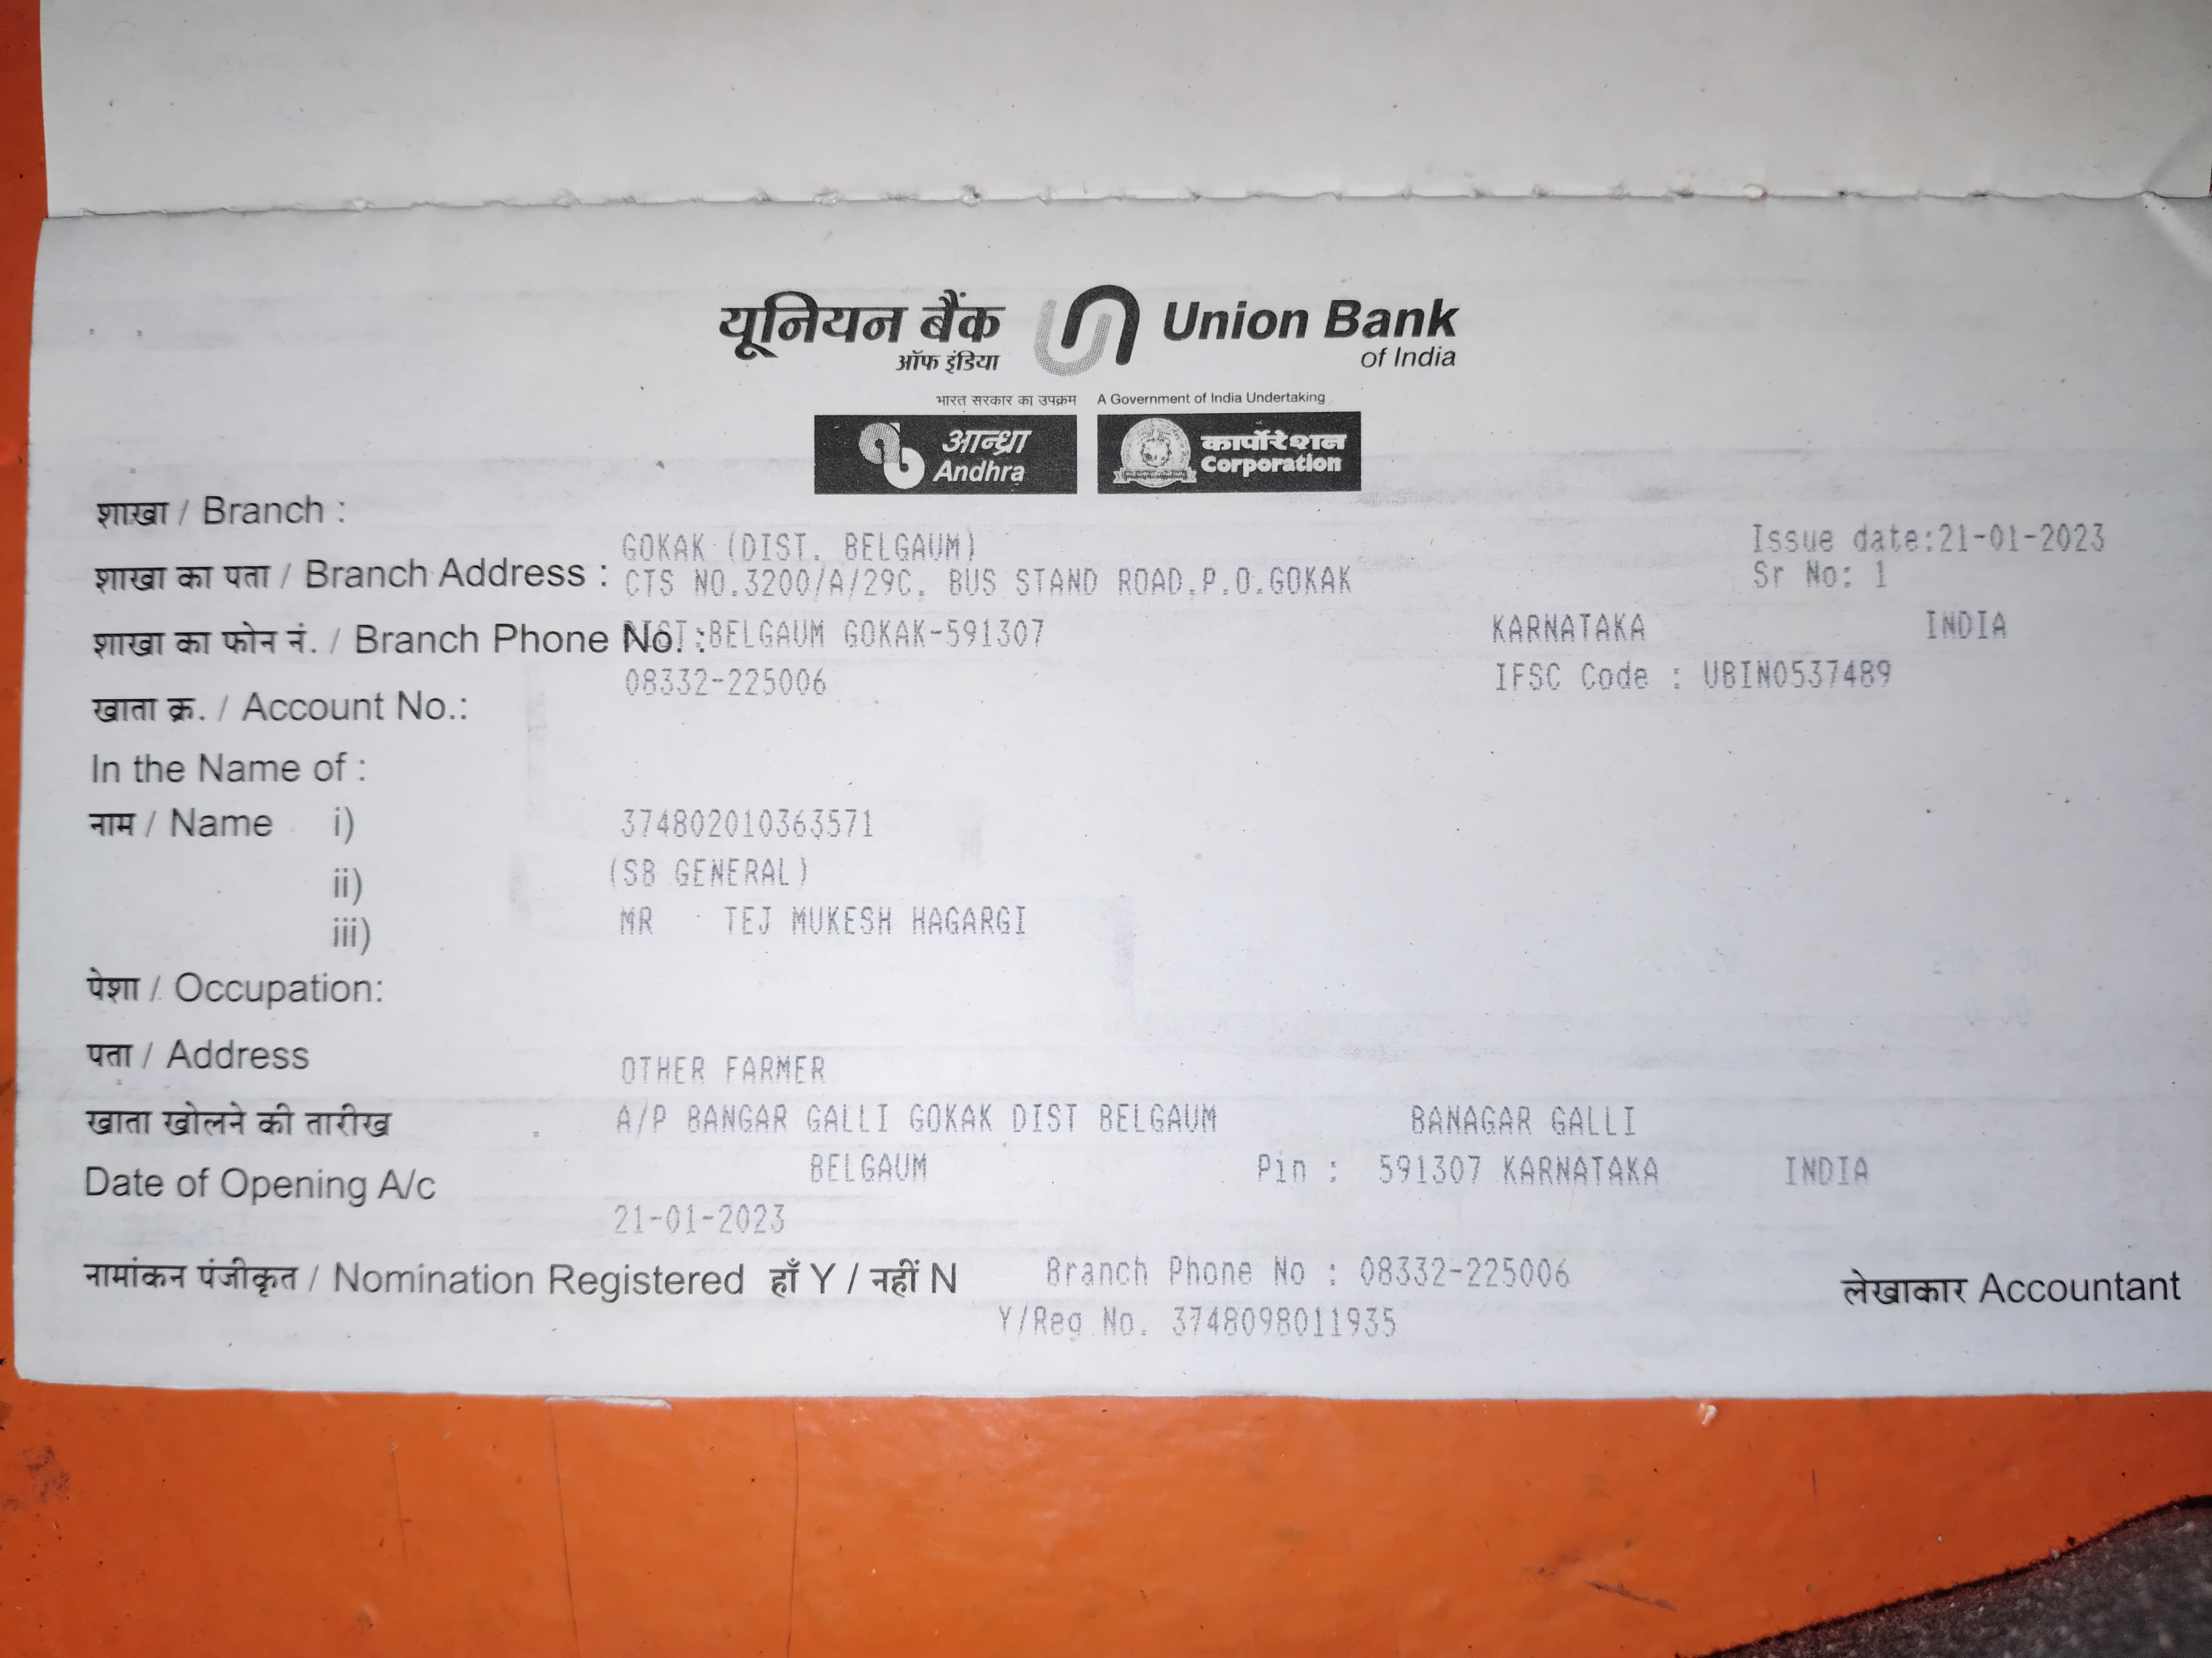 यूनियन बैंक Union Bank
ऑफ इंडिया of India
भारत सरकार का उपक्रम A Government of India Undertaking
आन्ध्रा कार्पोरेशन
Andhra Corporation
शाखा / Branch :
GOKAK (DIST. BELGAUM) Issue date:21-01-2023
शाखा का पता / Branch Address : CTS NO.3200/A/29C, BUS STAND ROAD,P.O.GOKAK Sr No: 1
शाखा का फोन नं. / Branch Phone No. : DIST:BELGAUM GOKAK-591307 KARNATAKA INDIA
08332-225006 IFSC Code : UBIN0537489
खाता क्र. / Account No.:
In the Name of :
नाम / Name i) 374802010363571
ii) (SB GENERAL)
iii) MR TEJ MUKESH HAGARGI
पेशा / Occupation:
पता / Address OTHER FARMER
खाता खोलने की तारीख A/P BANGAR GALLI GOKAK DIST BELGAUM BANAGAR GALLI
Date of Opening A/c BELGAUM Pin : 591307 KARNATAKA INDIA
21-01-2023
नामांकन पंजीकृत / Nomination Registered हाँ Y / नहीं N Branch Phone No : 08332-225006 लेखाकार Accountant
Y/Reg No. 3748098011935